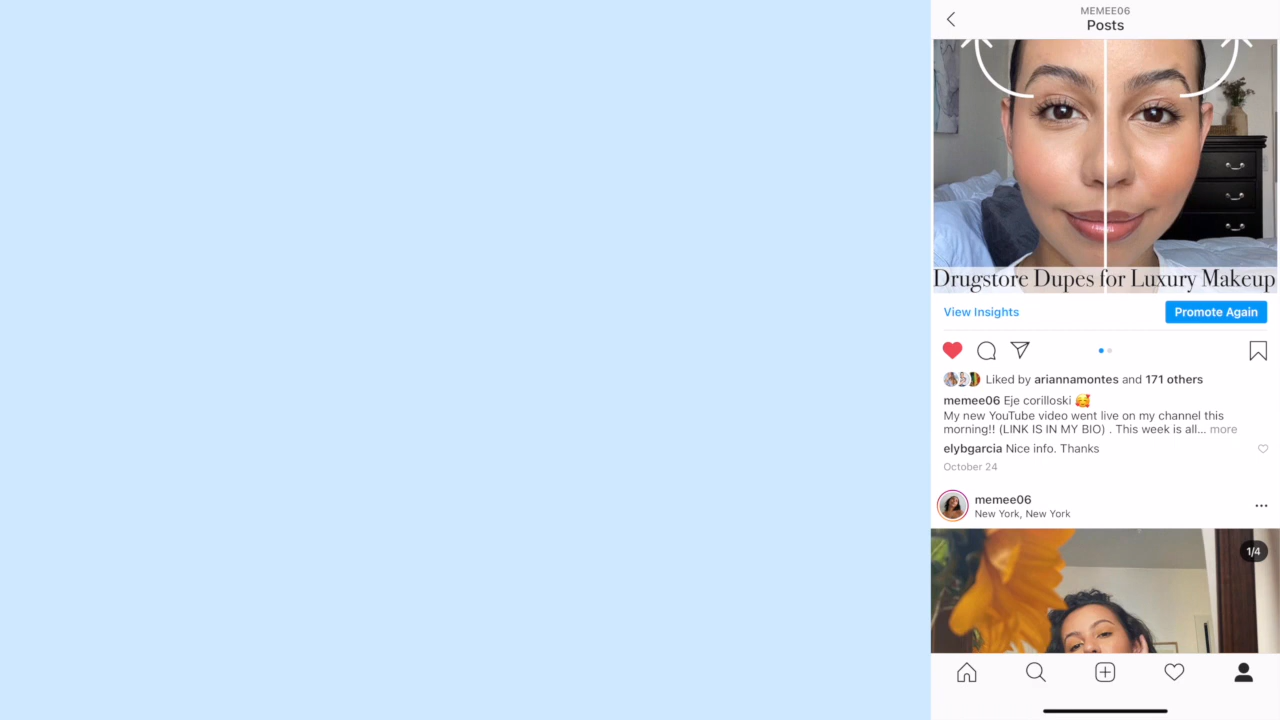 MEMEE06
Posts
Drugstore Dupes for Luxury Makeup
View Insights
Promote Again
Liked by ariannamontes and 171 others
memee06 Eje corilloski 🥰
My new YouTube video went live on my channel this
morning!! (LINK IS IN MY BIO) . This week is all... more
elybgarcia Nice info. Thanks
October 24
memee06
New York, New York
1/4